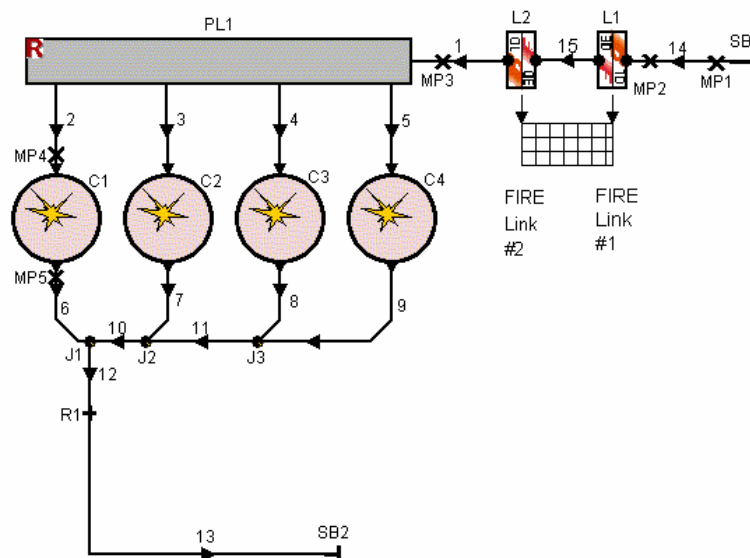 PL1
L2
L1
SB
R
1
15
14
MP3
MP2
MP1
2
3
4
5
MP4
C1
C2
C3
C4
FIRE
Link
#2
FIRE
Link
#1
MP5
6
7
8
9
10
11
J1
J2
J3
12
R1
13
SB2